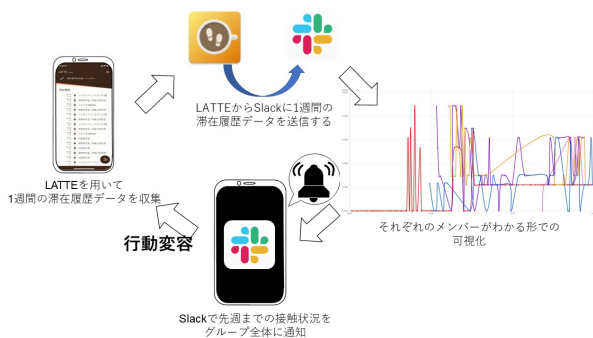 LATTEからSlackに1週間の
滞在履歴データを送信する
LATTE
LATTEを用いて
1週間の滞在履歴データを収集
それぞれのメンバーがわかる形での
可視化
行動変容
Slackで先週までの接触状況を
グループ全体に通知